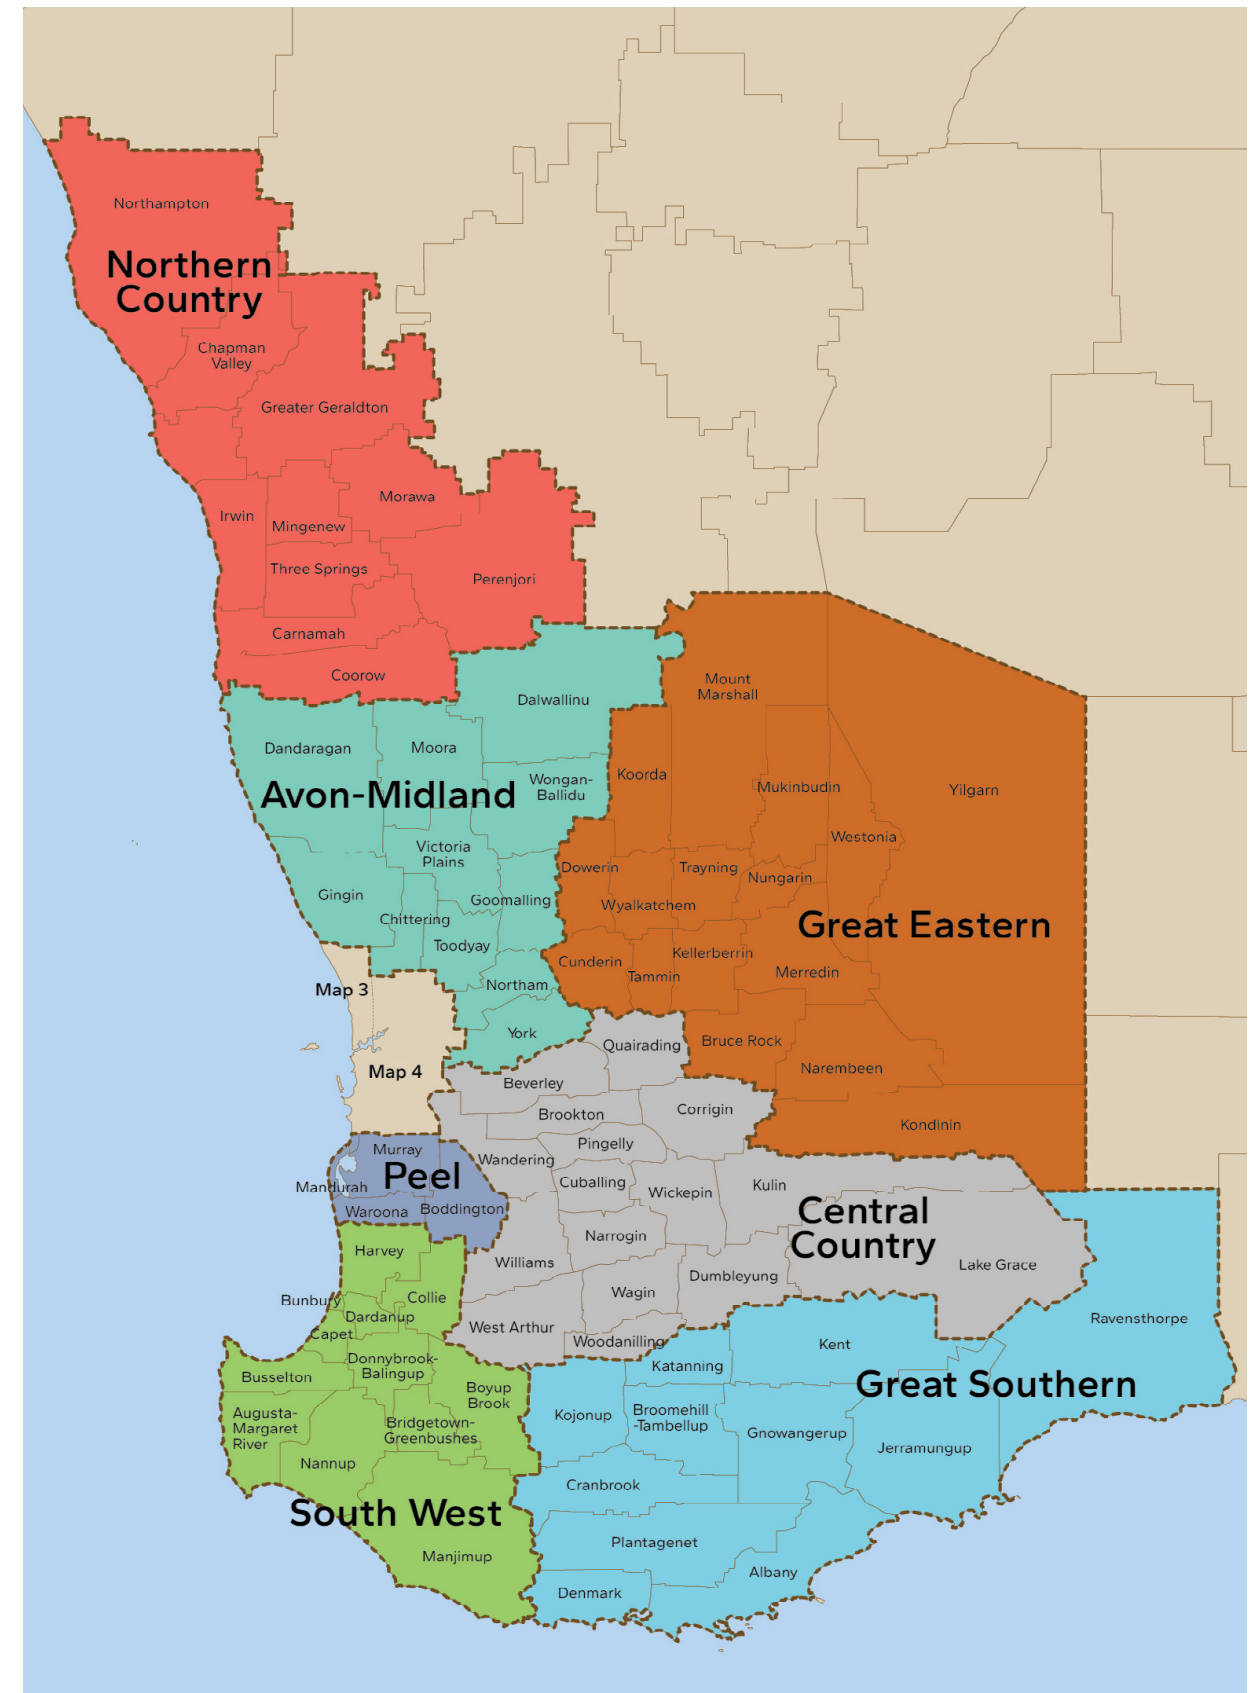 Northampton
Northern
Country
Chapman
Valley
Greater Geraldton
Morawa
Irwin
Mingenew
Three Springs
Perenjori
Carnamah
Coorow
Mount
Marshall
Dalwallinu
Dandaragan
Moora
Koorda
Wongan-
Ballidu
Mukinbudin
Yilgarn
Avon-Midland
Westonia
Victoria
Plains
Dowerin
Trayning
Nungarin
Gingin
Goomalling
Wyalkatchem
Chittering
Great Eastern
Toodyay
Kellerberrin
Cunderin
Tammin
Merredin
Map 3
Northam
York
Quairading
Bruce Rock
Map 4
Narembeen
Beverley
Brookton
Corrigin
Kondinin
Murray
Pingelly
Wandering
Peel
Mandurah
Cuballing
Wickepin
Kulin
Waroona
Boddington
Central
Country
Narrogin
Harvey
Williams
Lake Grace
Dumbleyung
Wagin
Bunbury
Collie
Dardanup
Ravensthorpe
West Arthur
Capet
Woodanilling
Kent
Donnybrook-
Balingup
Katanning
Busselton
Great Southern
Boyup
Brook
Augusta-
Margaret
River
Kojonup
Broomehill
-Tambellup
Bridgetown-
Greenbushes
Gnowangerup
Jerramungup
Nannup
Cranbrook
South West
Plantagenet
Manjimup
Albany
Denmark